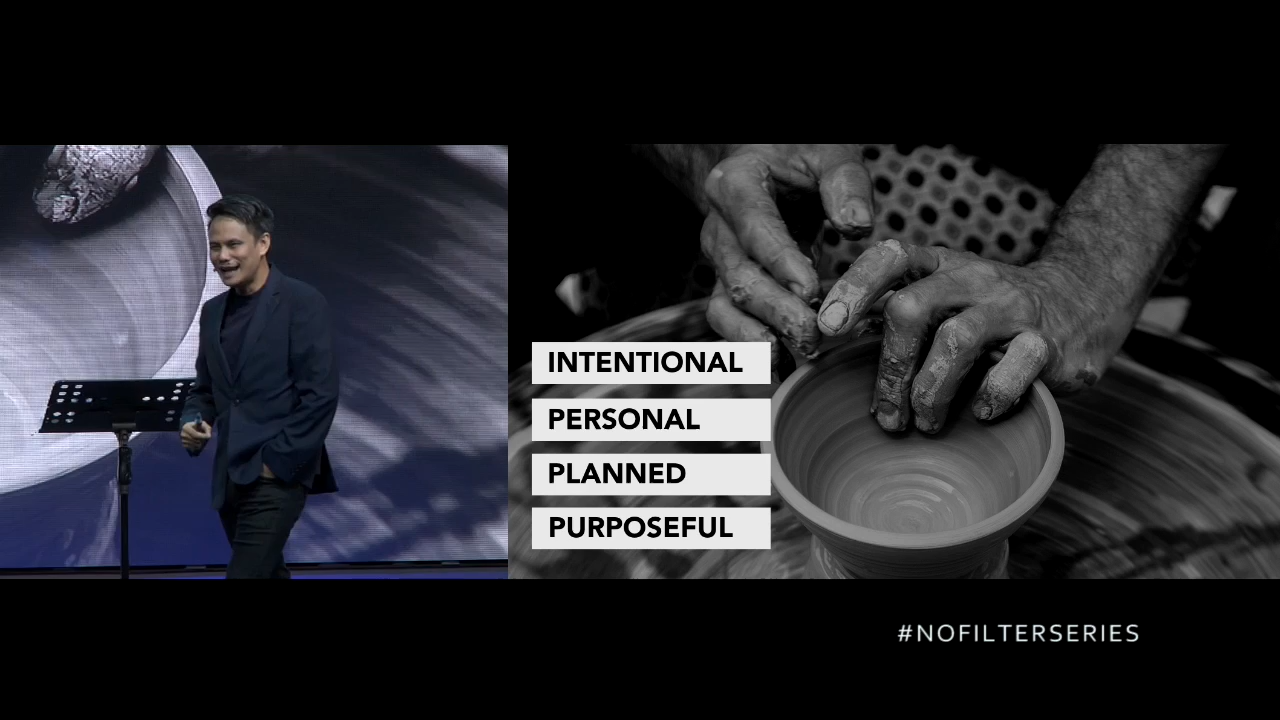 INTENTIONAL
PERSONAL
PLANNED
PURPOSEFUL
#NOFILTERSERIES